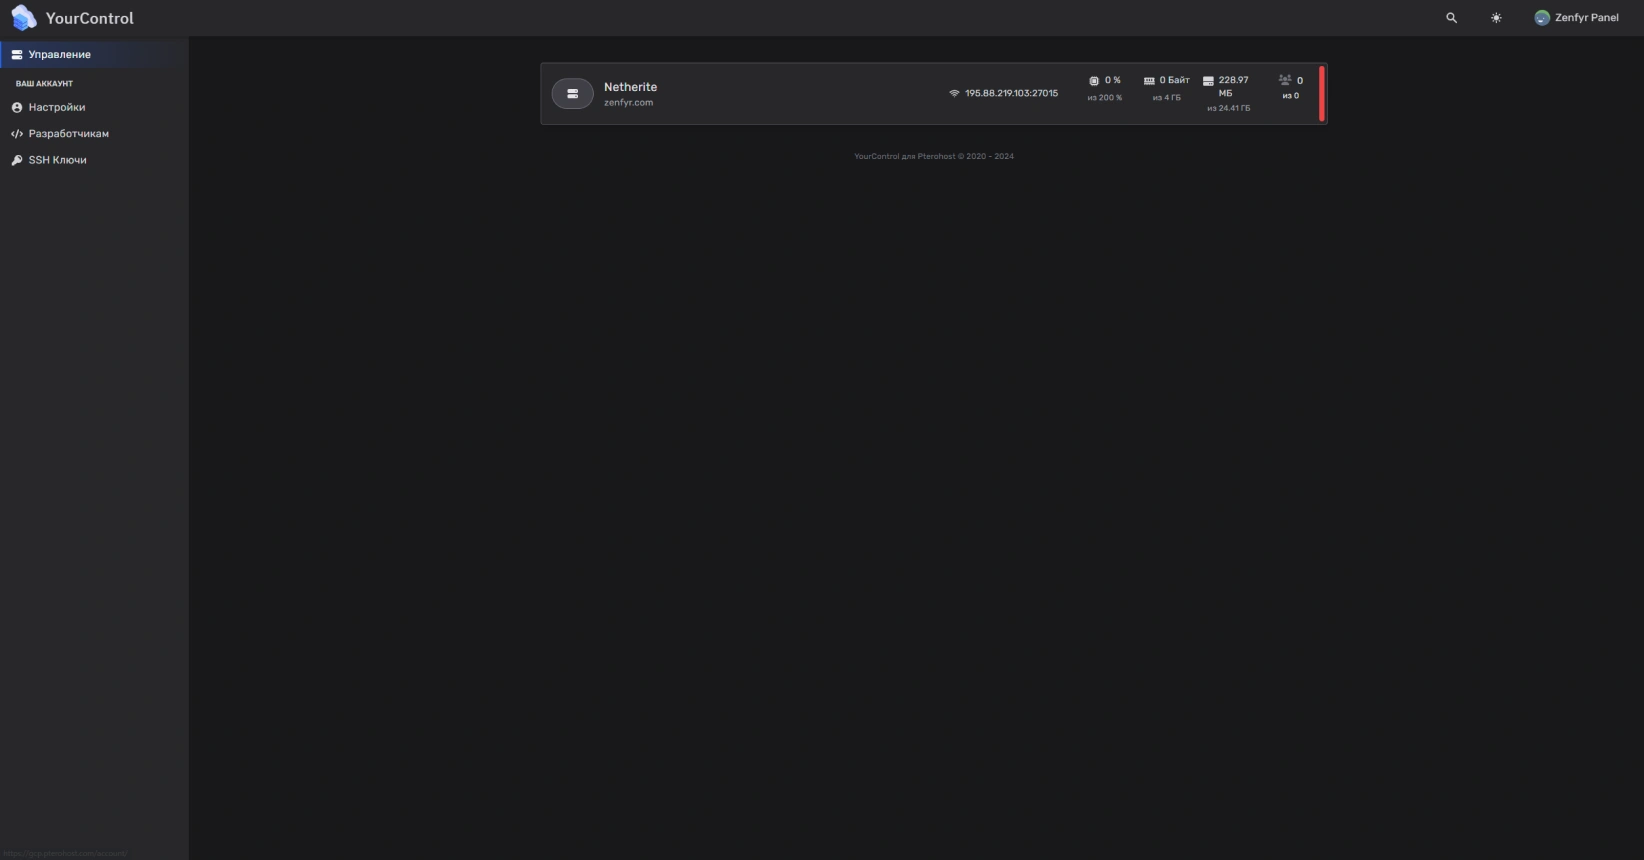 YourControl
Zenfyr Panel
Управление
ВАШ АККАУНТ
Настройки
Разработчикам
SSH Ключи
Netherite
zenfyr.com
195.88.219.103:27015
0 %
из 200 %
0 Байт
из 4 ГБ
228.97
МБ
из 24.41 ГБ
0
из 0
YourControl для Pterohost © 2020 - 2024